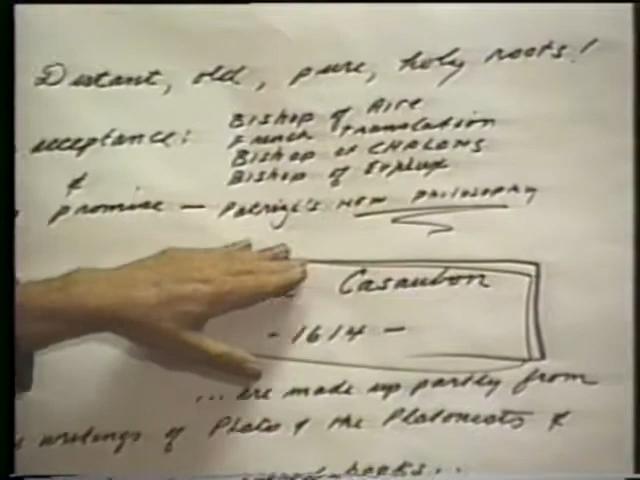 Distant, old, pure, holy roots!
acceptance: Bishop of Aire
French Translation
Bishop of CHALONS
Bishop of
&
promise — Patrizi's NEW PHILOSOPHY
Casaubon
- 1614 -
...are made up partly from
writings of Plato & the Platonists &
books...